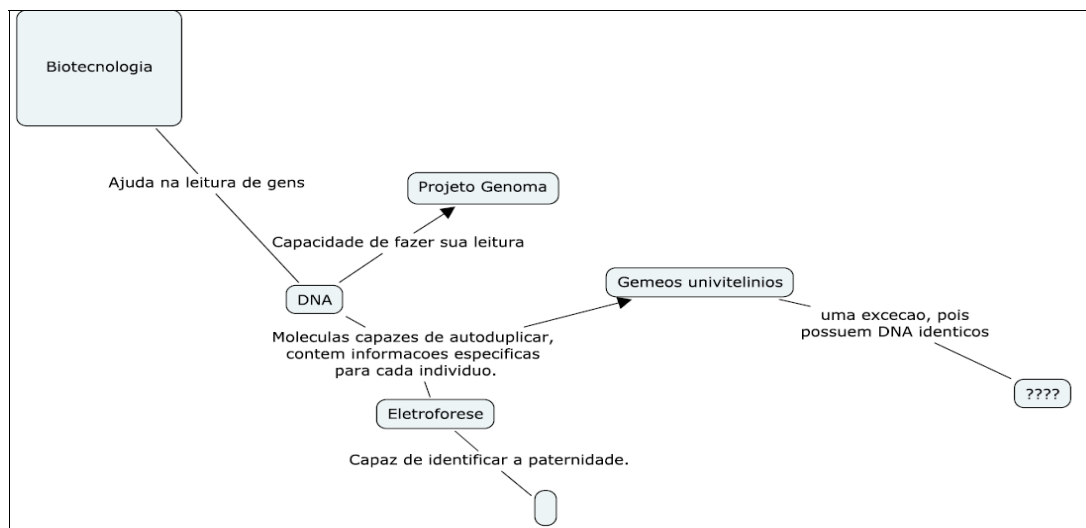 Biotecnologia
Ajuda na leitura de gens
Projeto Genoma
Capacidade de fazer sua leitura
Gemeos univitelinios
DNA
uma excecao, pois
possuem DNA identicos
Moleculas capazes de autoduplicar,
contem informacoes especificas
para cada individuo.
????
Eletroforese
Capaz de identificar a paternidade.